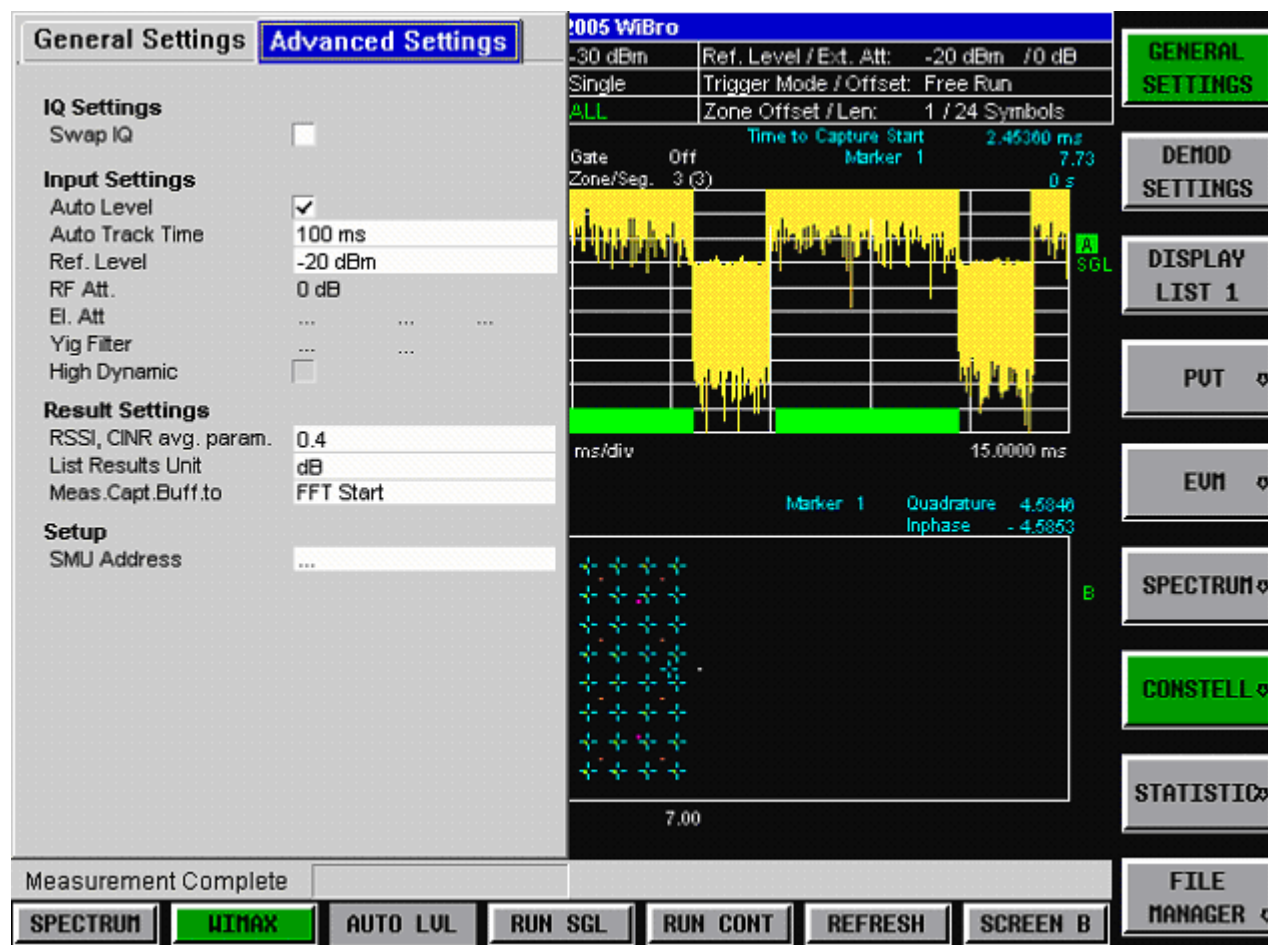 General Settings Advanced Settings
IQ Settings
Swap IQ
Input Settings
Auto Level
Auto Track Time 100 ms
Ref. Level -20 dBm
RF Att. 0 dB
El. Att ... ... ...
Yig Filter ... ...
High Dynamic
Result Settings
RSSI, CINR avg. param. 0.4
List Results Unit dB
Meas.Capt.Buff.to FFT Start
Setup
SMU Address ...
2005 WiBro
-30 dBm Ref. Level / Ext. Att: -20 dBm / 0 dB
Single Trigger Mode / Offset: Free Run
ALL Zone Offset / Len: 1 / 24 Symbols
Time to Capture Start 2.45360 ms
Gate Off Marker 1 7.73
Zone/Seg. 3 (3) 0 s
A
SGL
ms/div 15.0000 ms
Marker 1 Quadrature 4.5846
Inphase - 4.5853
B
7.00
GENERAL
SETTINGS
DEMOD
SETTINGS
DISPLAY
LIST 1
PVT
EVM
SPECTRUM
CONSTELL
STATISTIC
FILE
MANAGER
Measurement Complete
SPECTRUM WIMAX AUTO LVL RUN SGL RUN CONT REFRESH SCREEN B